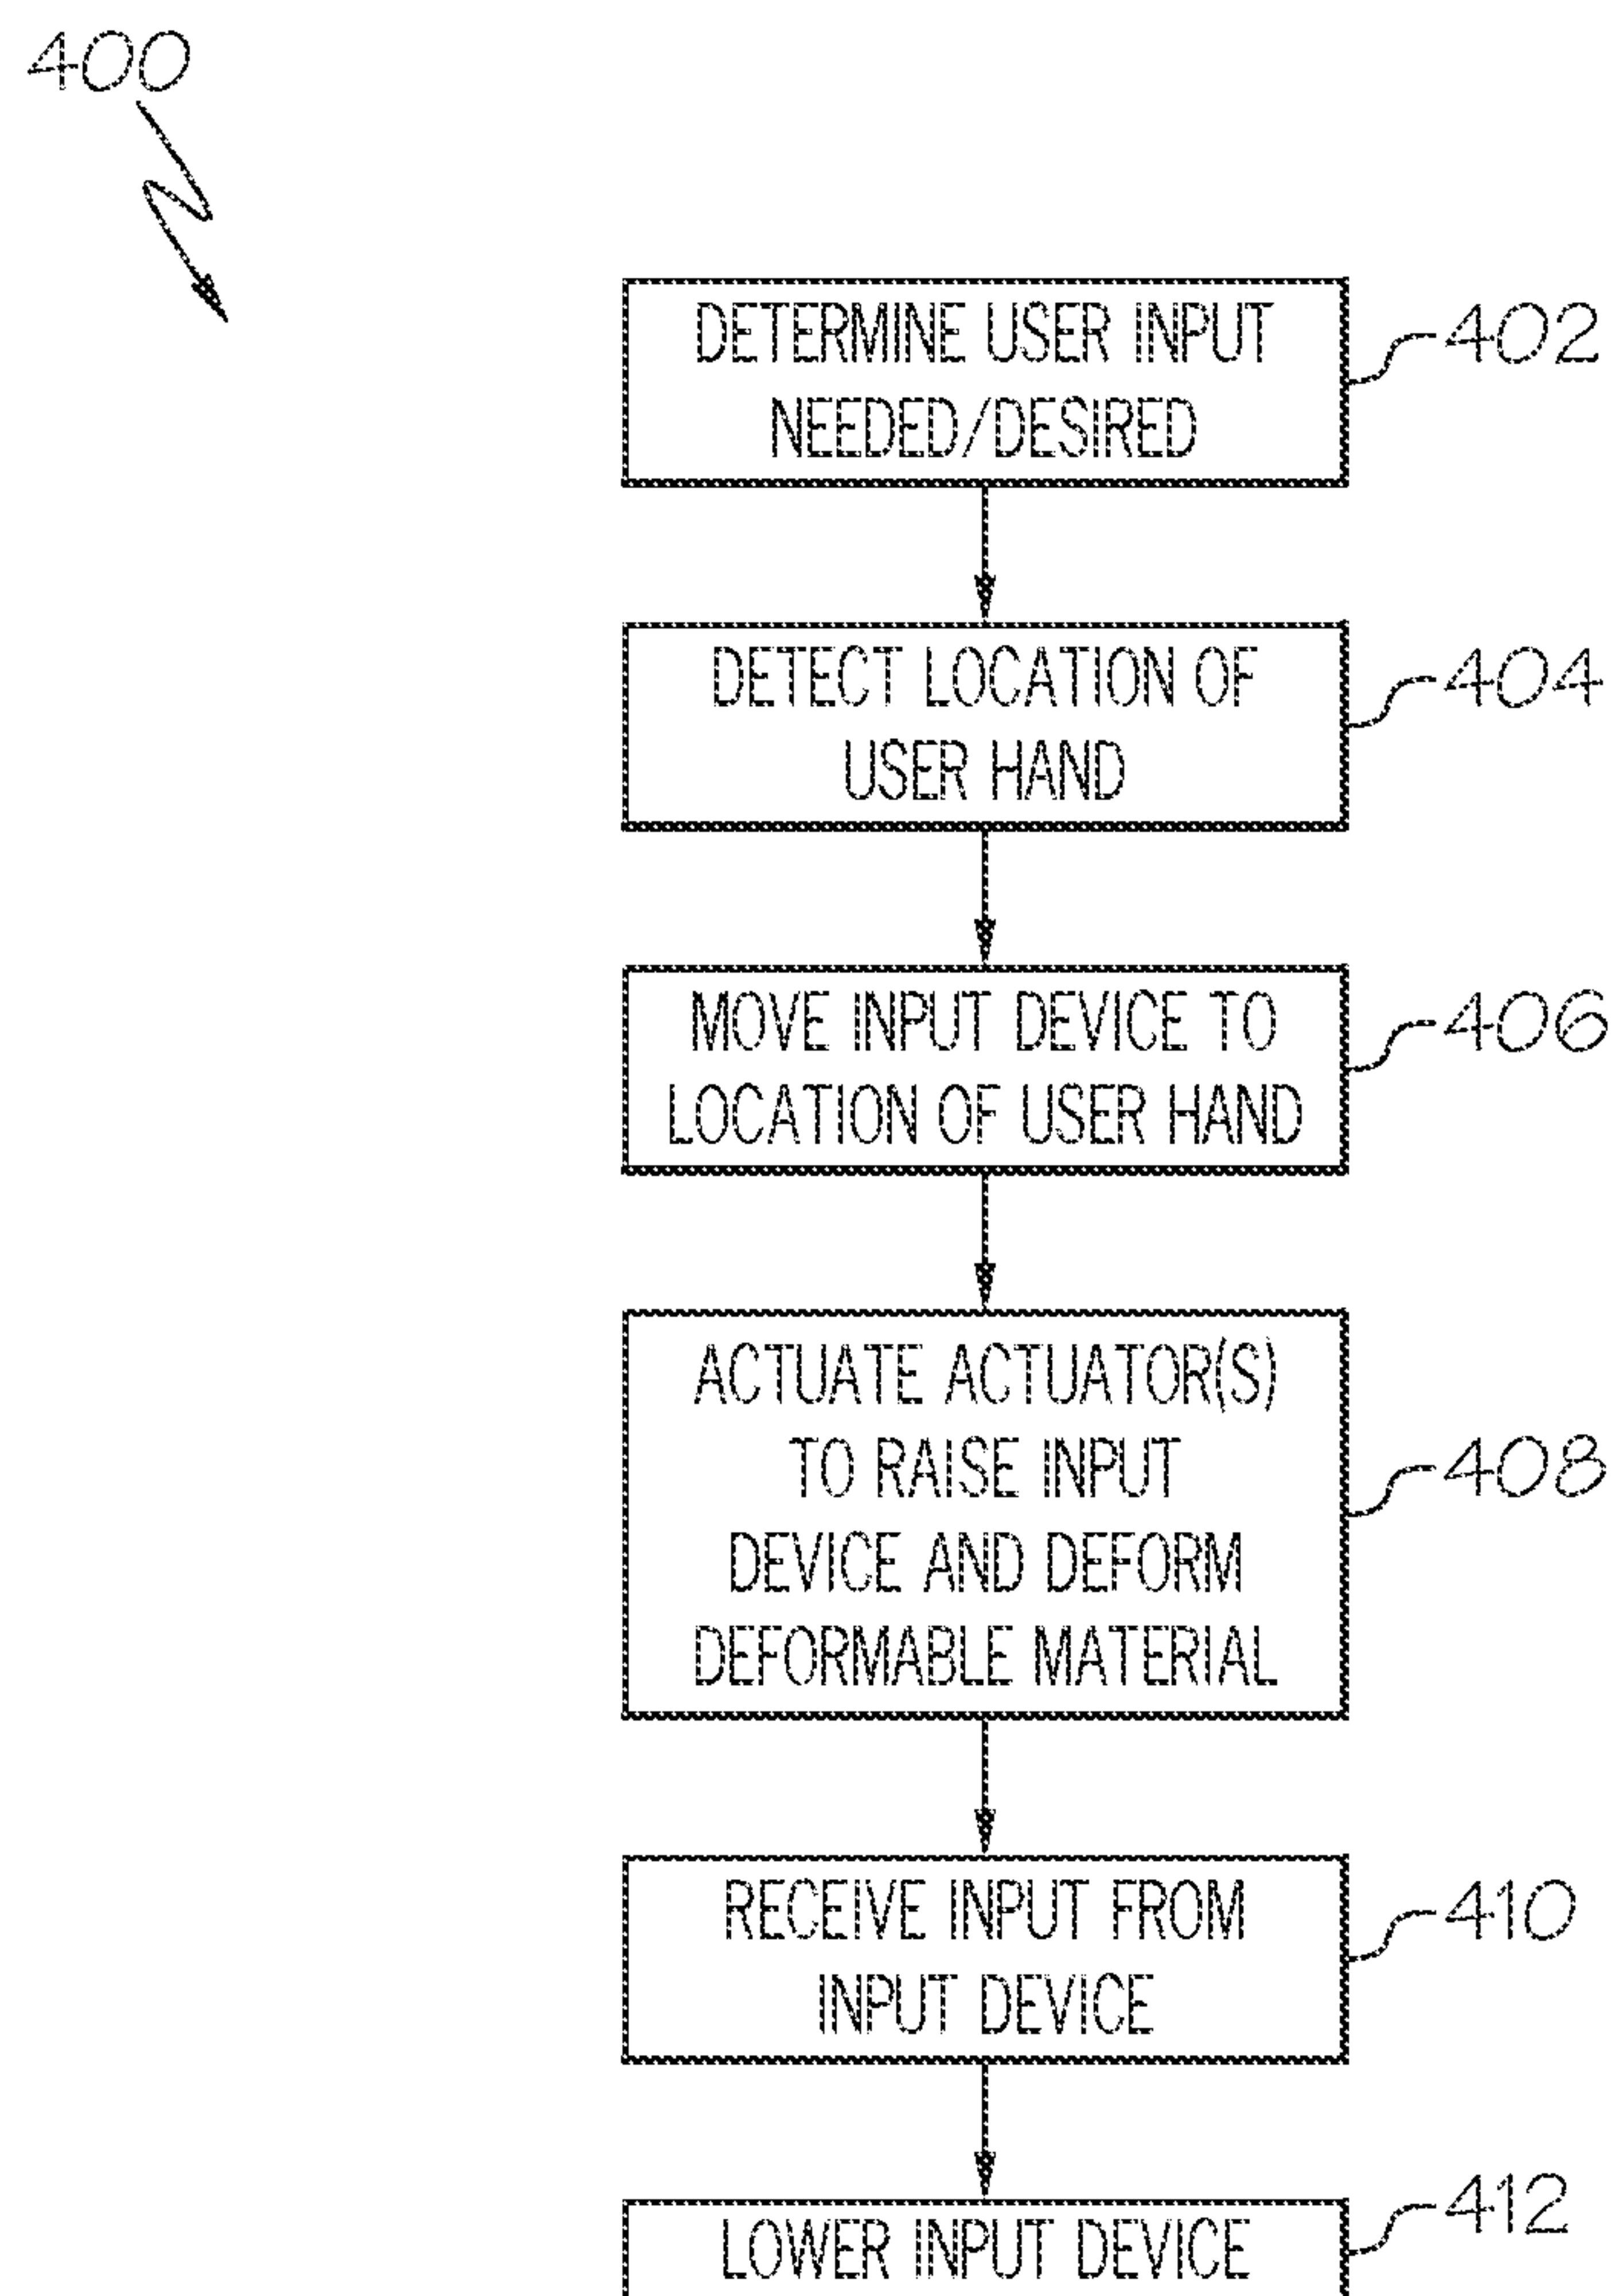 400
DETERMINE USER INPUT
NEEDED/DESIRED
402
DETECT LOCATION OF
USER HAND
404
MOVE INPUT DEVICE TO
LOCATION OF USER HAND
406
ACTUATE ACTUATOR(S)
TO RAISE INPUT
DEVICE AND DEFORM
DEFORMABLE MATERIAL
408
RECEIVE INPUT FROM
INPUT DEVICE
410
LOWER INPUT DEVICE
412